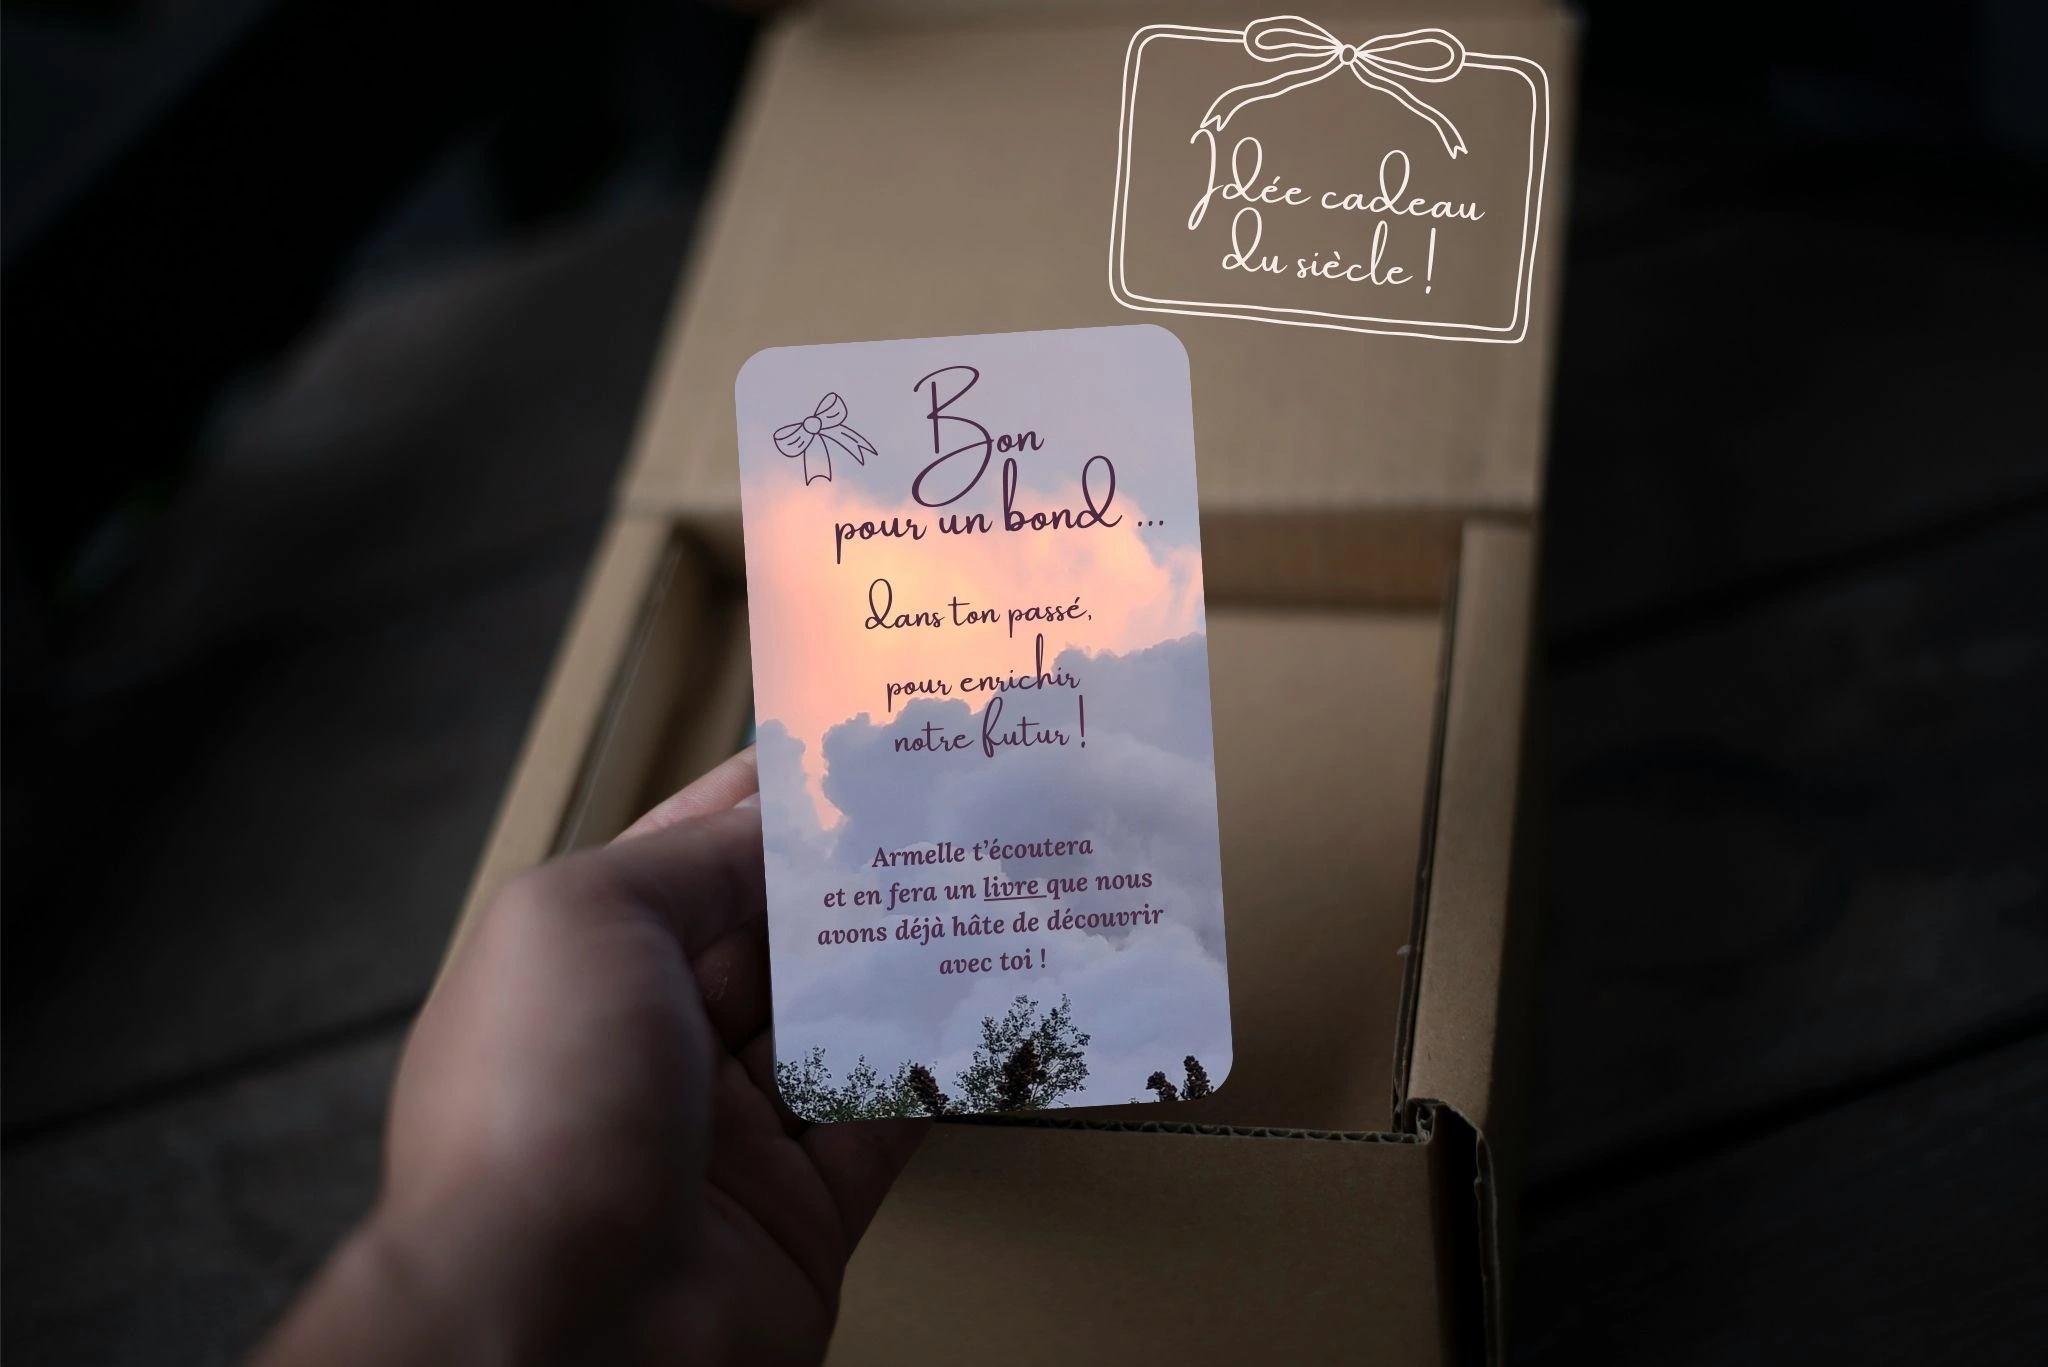 Idée cadeau
du siècle !
Bon
pour un bond ...
dans ton passé,
pour enrichir
notre futur !
Armelle t'écoutera
et en fera un livre que nous
avons déjà hâte de découvrir
avec toi !